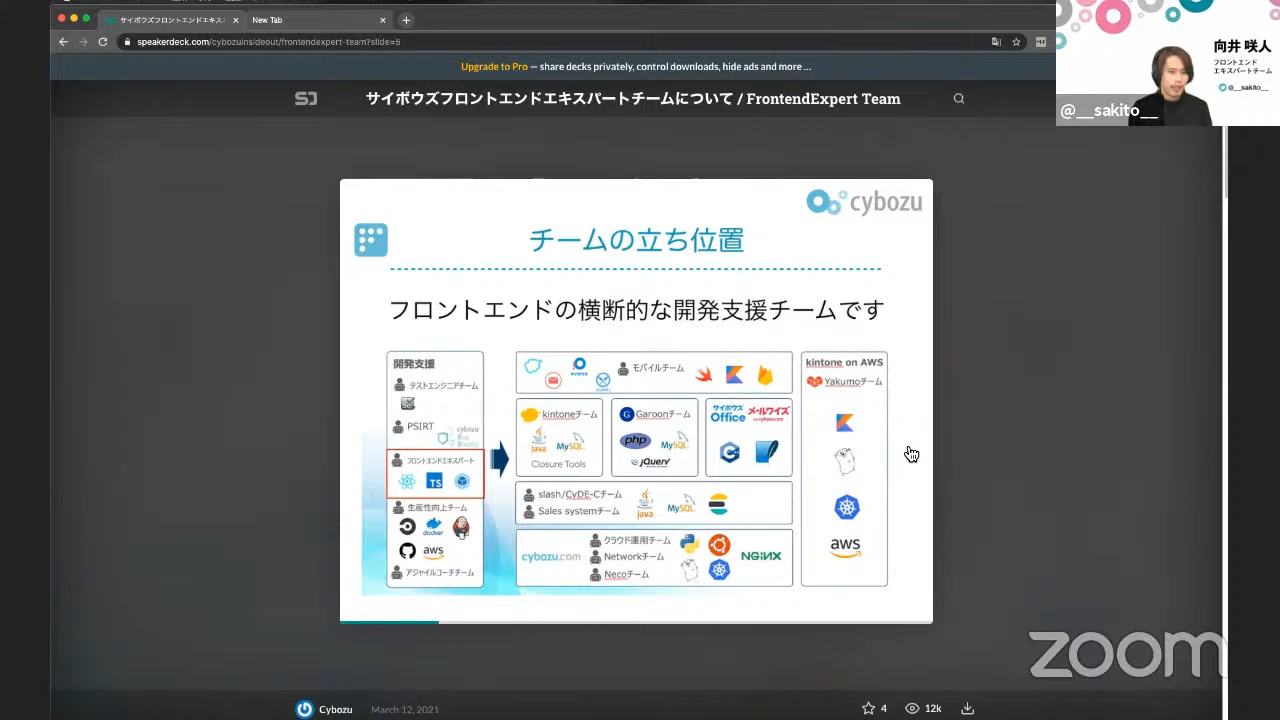 サイボウズフロントエンドエキス
New Tab
speakerdeck.com/cybozuinsideout/frontendexpert-team?slide=5
Upgrade to Pro — share decks privately, control downloads, hide ads and more …
サイボウズフロントエンドエキスパートチームについて / FrontendExpert Team
向井 咲人
フロントエンド
エキスパートチーム
@__sakito__
@__sakito__
cybozu
チームの立ち位置
フロントエンドの横断的な開発支援チームです
開発支援
テストエンジニアチーム
PSIRT
cybozu
Bug
Bounty
フロントエンドエキスパート
TS
生産性向上チーム
docker
aws
アジャイルコーチチーム
モバイルチーム
kintoneチーム
Java
MySQL
Closure Tools
Garoonチーム
php
MySQL
jQuery
サイボウズ
Office
メールワイズ
slash/CyDE-Cチーム
Sales systemチーム
Java
MySQL
cybozu.com
クラウド運用チーム
Networkチーム
Necoチーム
NGINX
kintone on AWS
Yakumoチーム
aws
zoom
Cybozu
March 12, 2021
4
12k